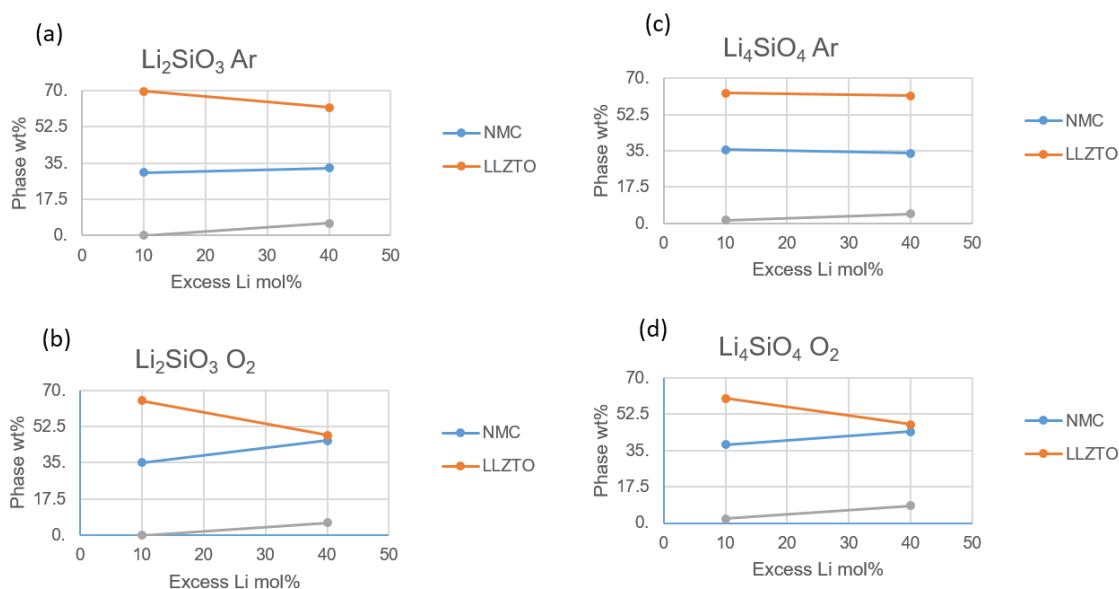 (a)
Li₂SiO₃ Ar
70.
52.5
35.
17.5
0.
Phase wt%
0 10 20 30 40 50
Excess Li mol%
NMC
LLZTO
(c)
Li₄SiO₄ Ar
70.
52.5
35.
17.5
0.
Phase wt%
0 10 20 30 40 50
Excess Li mol%
NMC
LLZTO
(b)
Li₂SiO₃ O₂
70.
52.5
35.
17.5
0.
Phase wt%
0 10 20 30 40 50
Excess Li mol%
NMC
LLZTO
(d)
Li₄SiO₄ O₂
70.
52.5
35.
17.5
0.
Phase wt%
0 10 20 30 40 50
Excess Li mol%
NMC
LLZTO